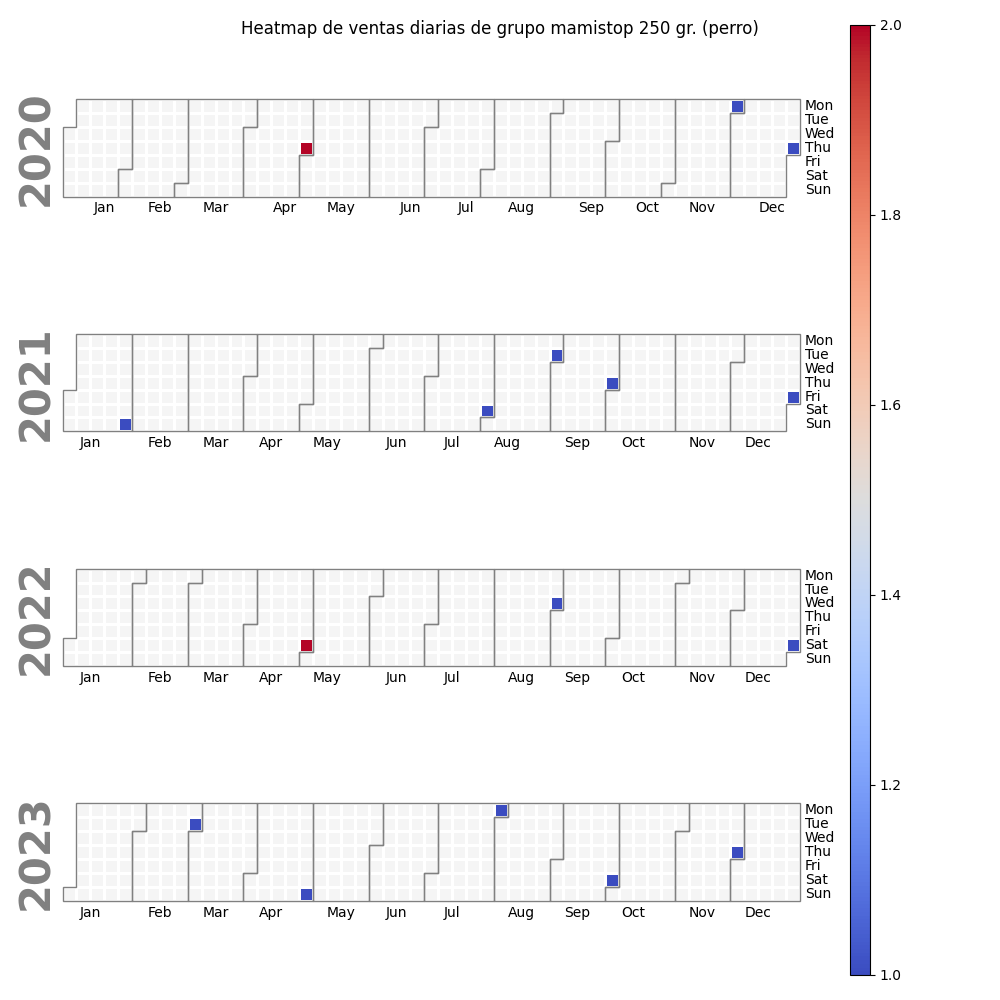 Heatmap de ventas diarias de grupo mamistop 250 gr. (perro)
2020
Mon
Tue
Wed
Thu
Fri
Sat
Sun
Jan Feb Mar Apr May Jun Jul Aug Sep Oct Nov Dec
2021
Mon
Tue
Wed
Thu
Fri
Sat
Sun
Jan Feb Mar Apr May Jun Jul Aug Sep Oct Nov Dec
2022
Mon
Tue
Wed
Thu
Fri
Sat
Sun
Jan Feb Mar Apr May Jun Jul Aug Sep Oct Nov Dec
2023
Mon
Tue
Wed
Thu
Fri
Sat
Sun
Jan Feb Mar Apr May Jun Jul Aug Sep Oct Nov Dec
2.0
1.8
1.6
1.4
1.2
1.0